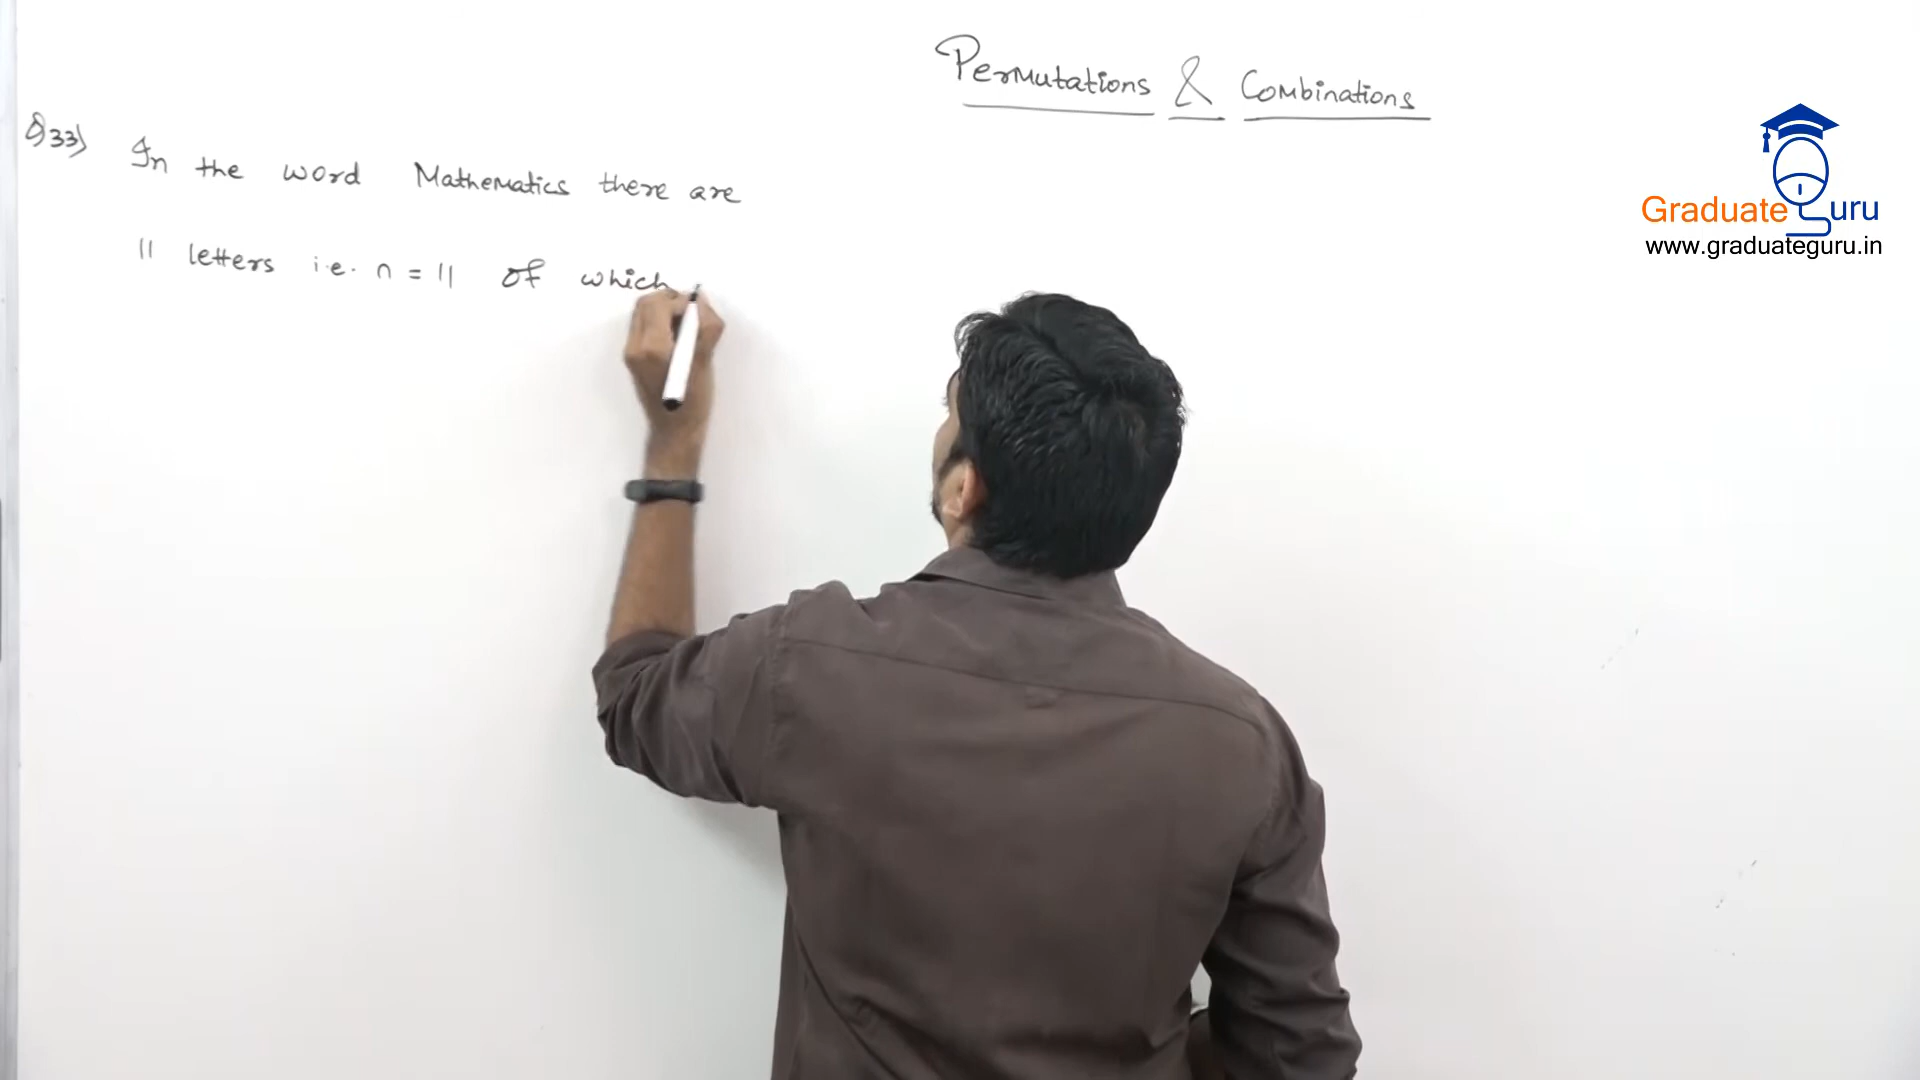 Permutations & Combinations
Q33) In the word Mathematics there are
11 letters i.e. n = 11 of which
Graduate Guru
www.graduateguru.in